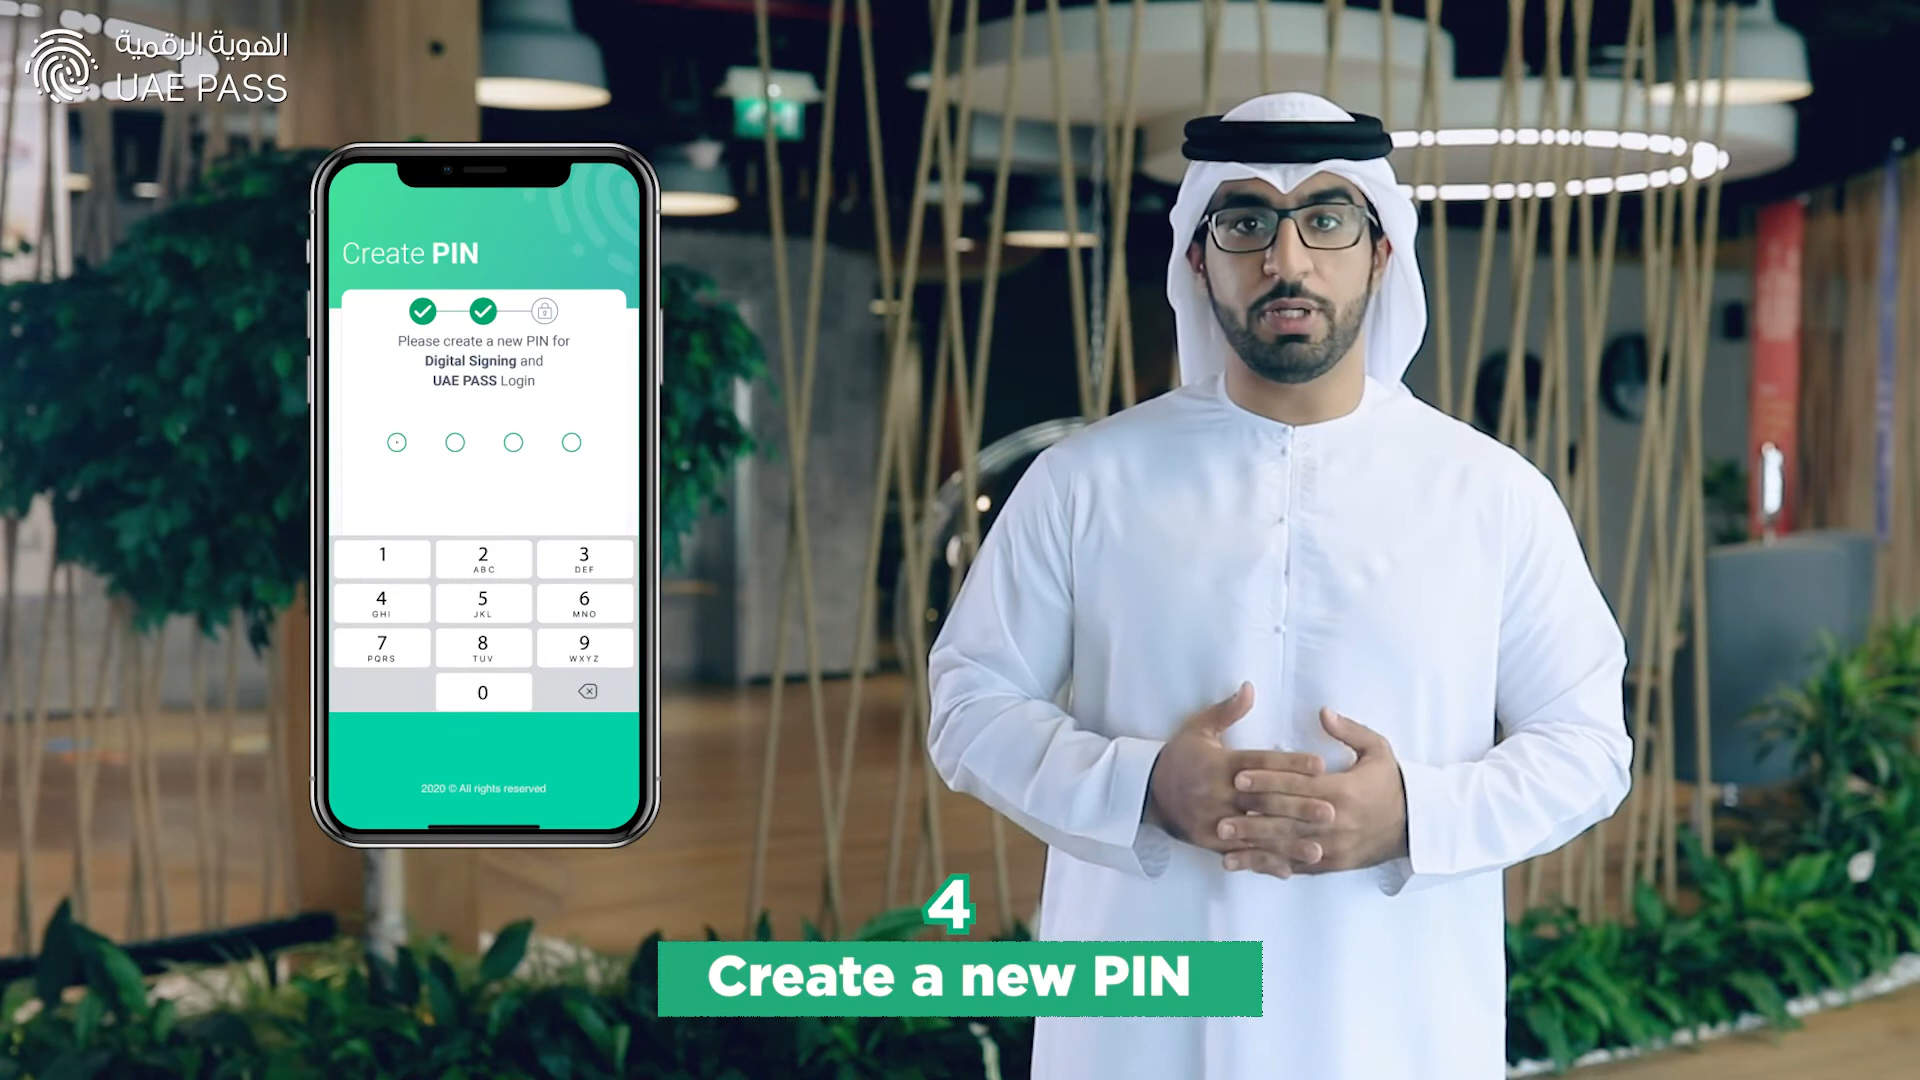 الهوية الرقمية
UAE PASS
Create PIN
Please create a new PIN for
Digital Signing and
UAE PASS Login
1
2
ABC
3
DEF
4
GHI
5
JKL
6
MNO
7
PQRS
8
TUV
9
WXYZ
0
2020 © All rights reserved
4
Create a new PIN